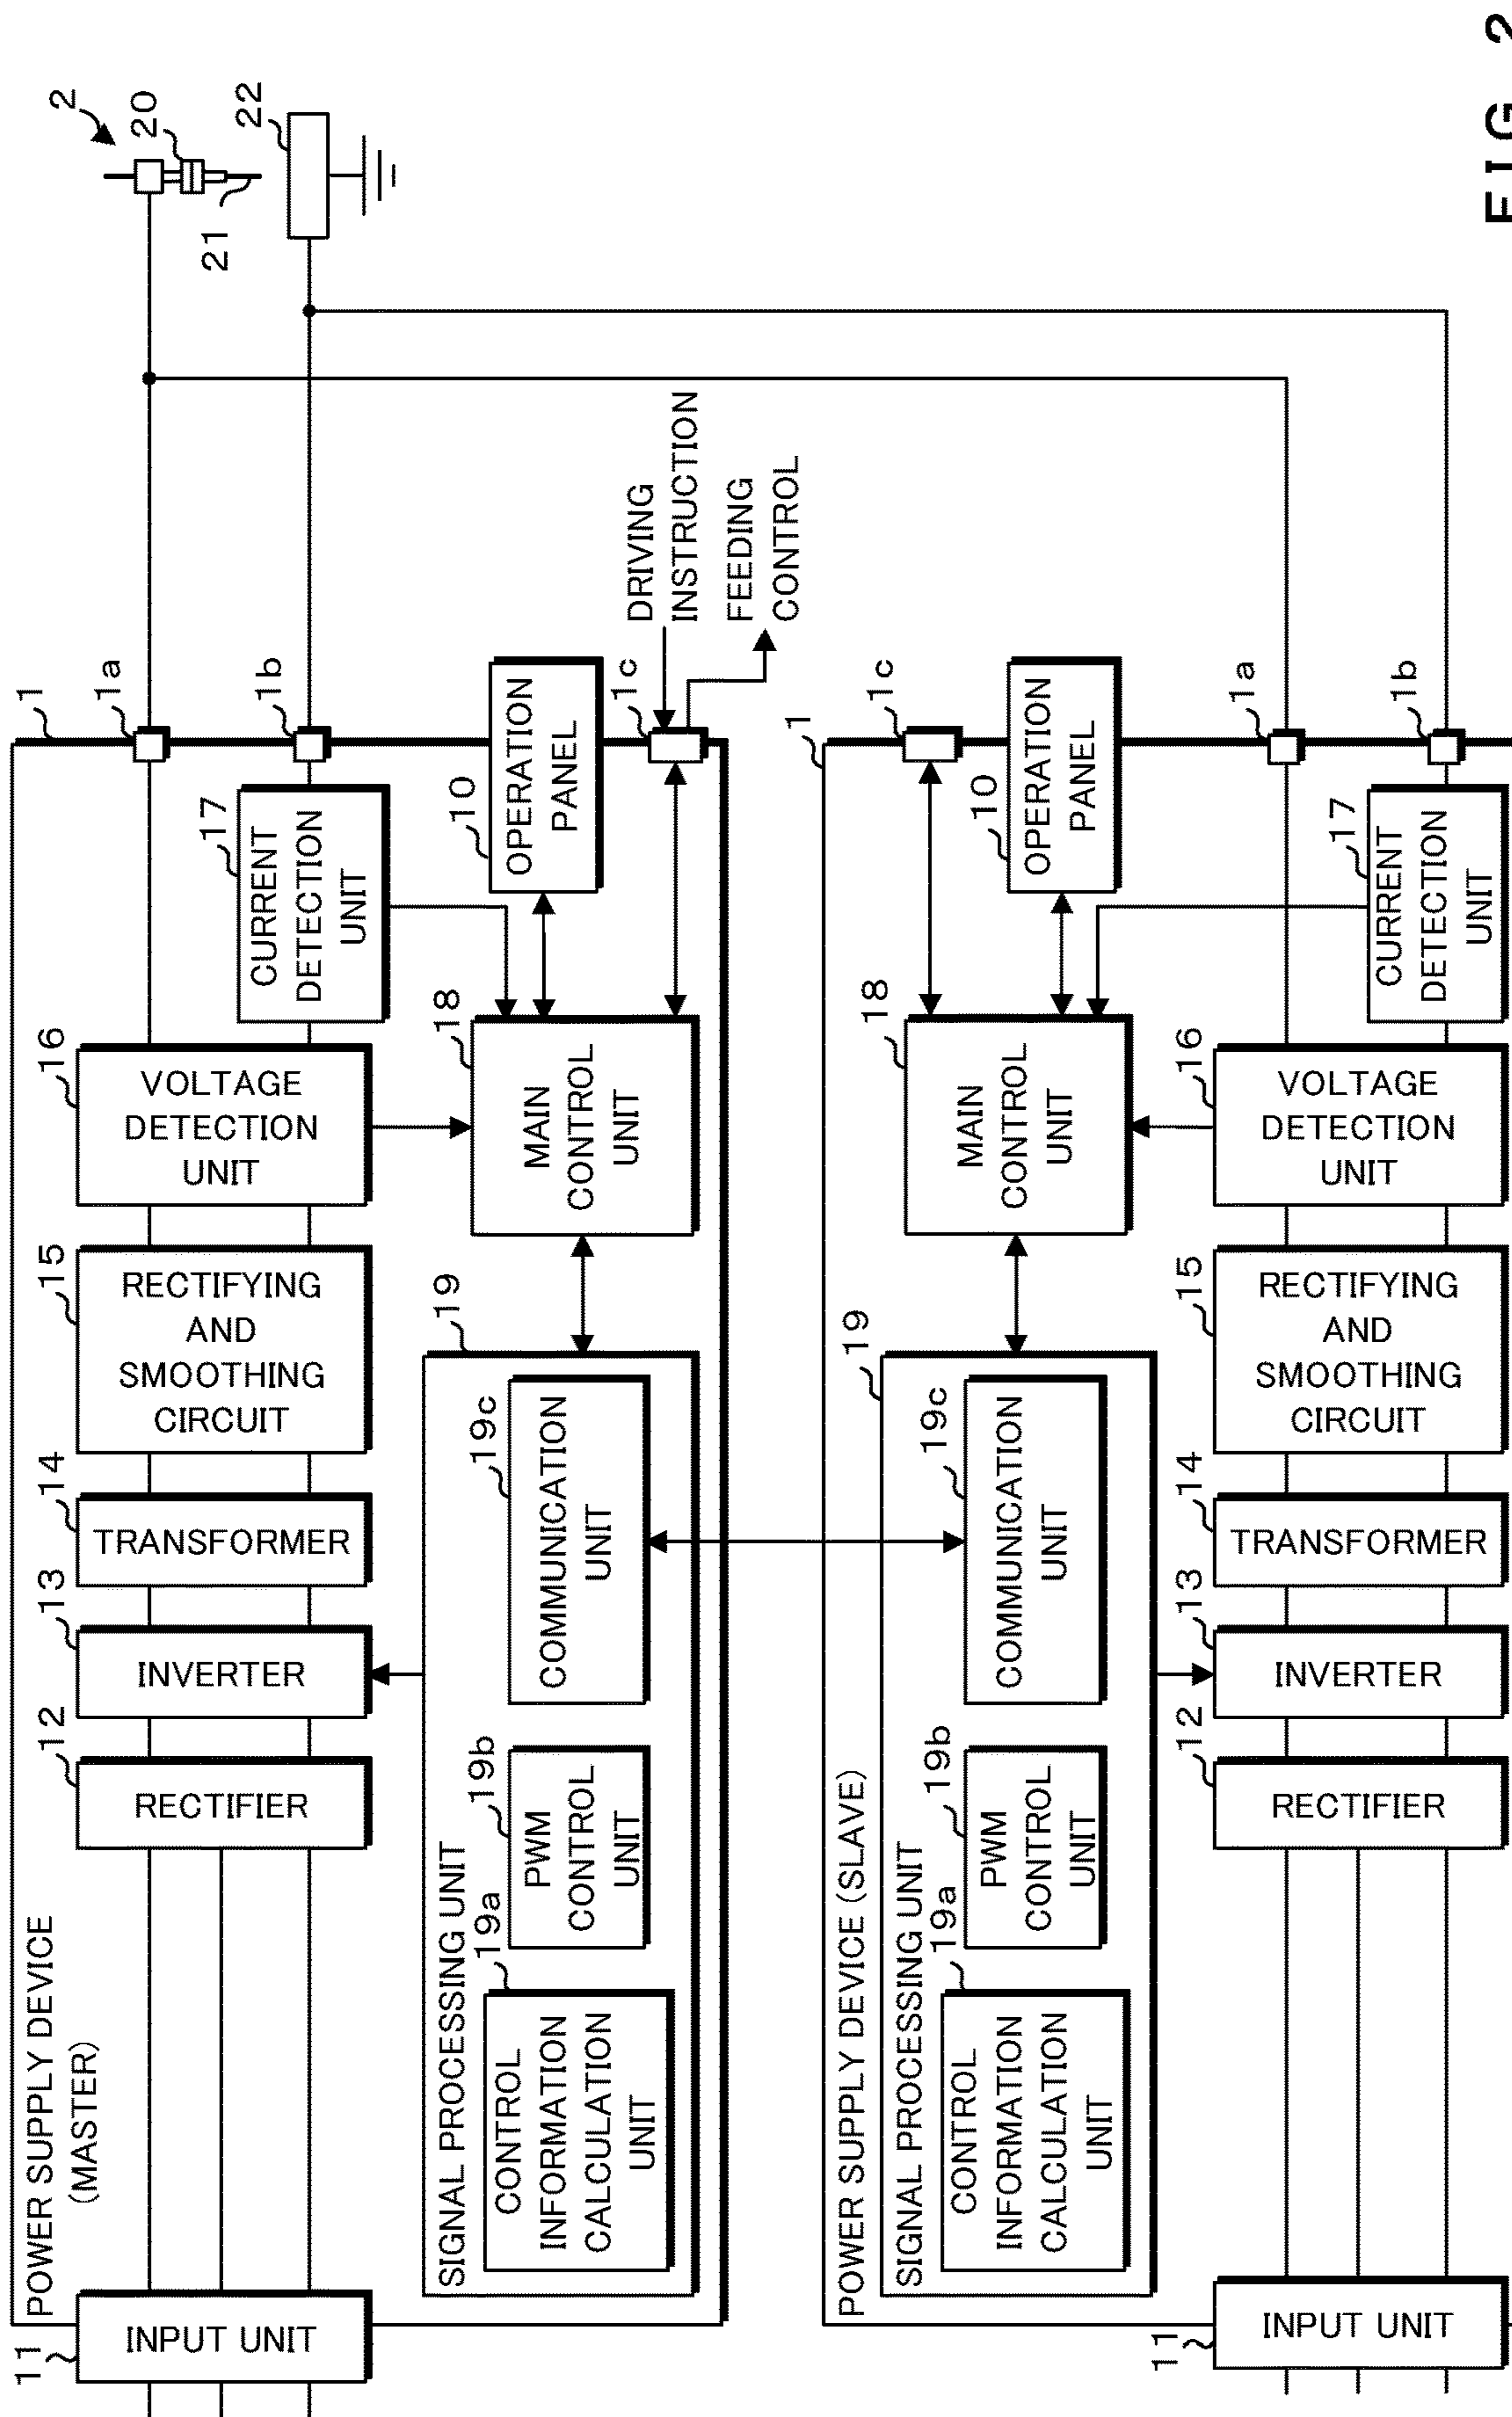 POWER SUPPLY DEVICE
(MASTER)
1
11
INPUT UNIT
12
RECTIFIER
13
INVERTER
14
TRANSFORMER
15
RECTIFYING
AND
SMOOTHING
CIRCUIT
16
VOLTAGE
DETECTION
UNIT
17
CURRENT
DETECTION
UNIT
1a
1b
2
20
21
22
SIGNAL PROCESSING UNIT
19
19a
CONTROL
INFORMATION
CALCULATION
UNIT
19b
PWM
CONTROL
UNIT
19c
COMMUNICATION
UNIT
18
MAIN
CONTROL
UNIT
10
OPERATION
PANEL
1c
DRIVING
INSTRUCTION
FEEDING
CONTROL
POWER SUPPLY DEVICE (SLAVE)
1
SIGNAL PROCESSING UNIT
19
19a
CONTROL
INFORMATION
CALCULATION
UNIT
19b
PWM
CONTROL
UNIT
19c
COMMUNICATION
UNIT
18
MAIN
CONTROL
UNIT
1c
10
OPERATION
PANEL
11
INPUT UNIT
12
RECTIFIER
13
INVERTER
14
TRANSFORMER
15
RECTIFYING
AND
SMOOTHING
CIRCUIT
16
VOLTAGE
DETECTION
UNIT
17
CURRENT
DETECTION
UNIT
1a
1b
FIG. 2